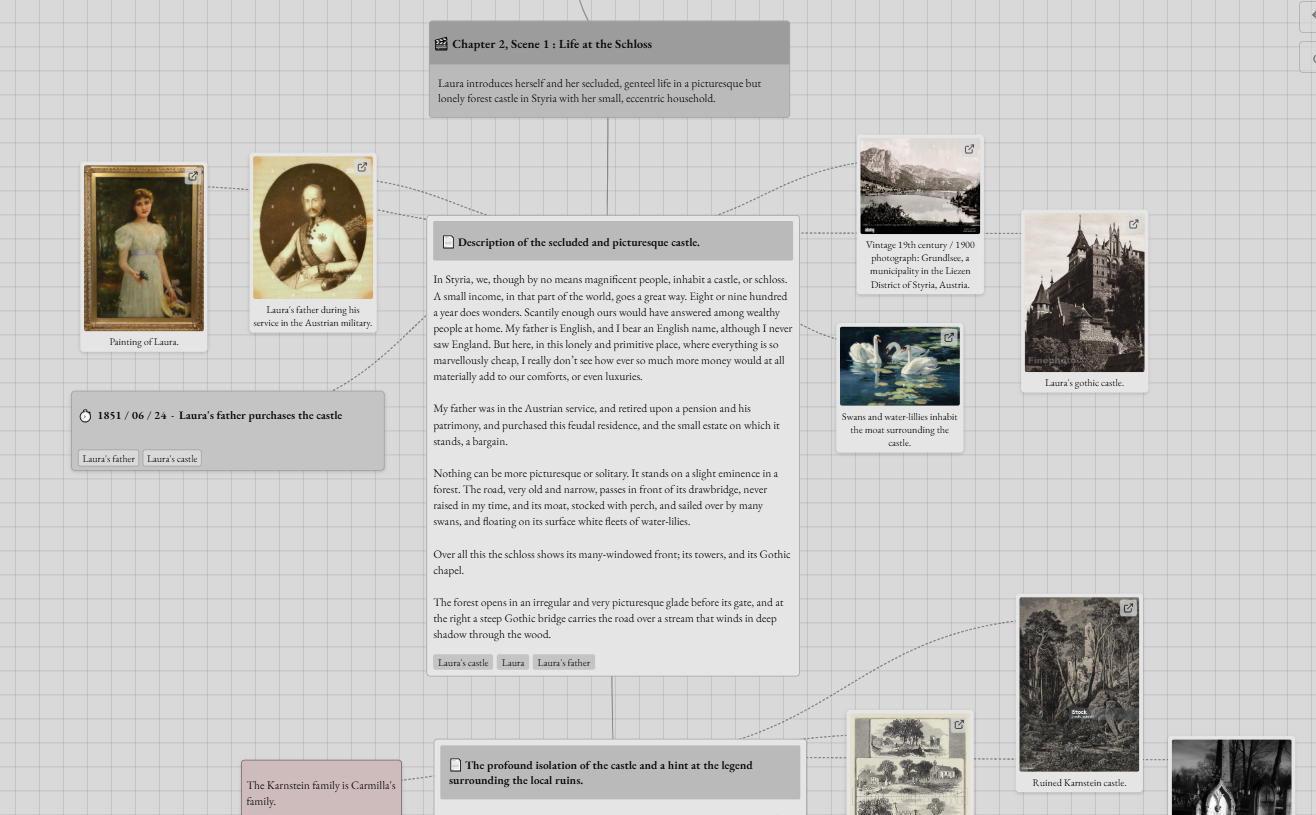 Chapter 2, Scene 1 : Life at the Schloss
Laura introduces herself and her secluded, genteel life in a picturesque but
lonely forest castle in Styria with her small, eccentric household.
Painting of Laura.
Laura's father during his
service in the Austrian military.
1851 / 06 / 24 - Laura's father purchases the castle
Laura's father
Laura's castle
Description of the secluded and picturesque castle.
In Styria, we, though by no means magnificent people, inhabit a castle, or schloss.
A small income, in that part of the world, goes a great way. Eight or nine hundred
a year does wonders. Scantily enough ours would have answered among wealthy
people at home. My father is English, and I bear an English name, although I never
saw England. But here, in this lonely and primitive place, where everything is so
marvellously cheap, I really don't see how ever so much more money would at all
materially add to our comforts, or even luxuries.
My father was in the Austrian service, and retired upon a pension and his
patrimony, and purchased this feudal residence, and the small estate on which it
stands, a bargain.
Nothing can be more picturesque or solitary. It stands on a slight eminence in a
forest. The road, very old and narrow, passes in front of its drawbridge, never
raised in my time, and its moat, stocked with perch, and sailed over by many
swans, and floating on its surface white fleets of water-lilies.
Over all this the schloss shows its many-windowed front; its towers, and its Gothic
chapel.
The forest opens in an irregular and very picturesque glade before its gate, and at
the right a steep Gothic bridge carries the road over a stream that winds in deep
shadow through the wood.
Laura's castle
Laura
Laura's father
Vintage 19th century / 1900
photograph: Grundlsee, a
municipality in the Liezen
District of Styria, Austria.
Laura's gothic castle.
Swans and water-lillies inhabit
the moat surrounding the
castle.
The Karnstein family is Carmilla's
family.
The profound isolation of the castle and a hint at the legend
surrounding the local ruins.
Stock
Ruined Karnstein castle.